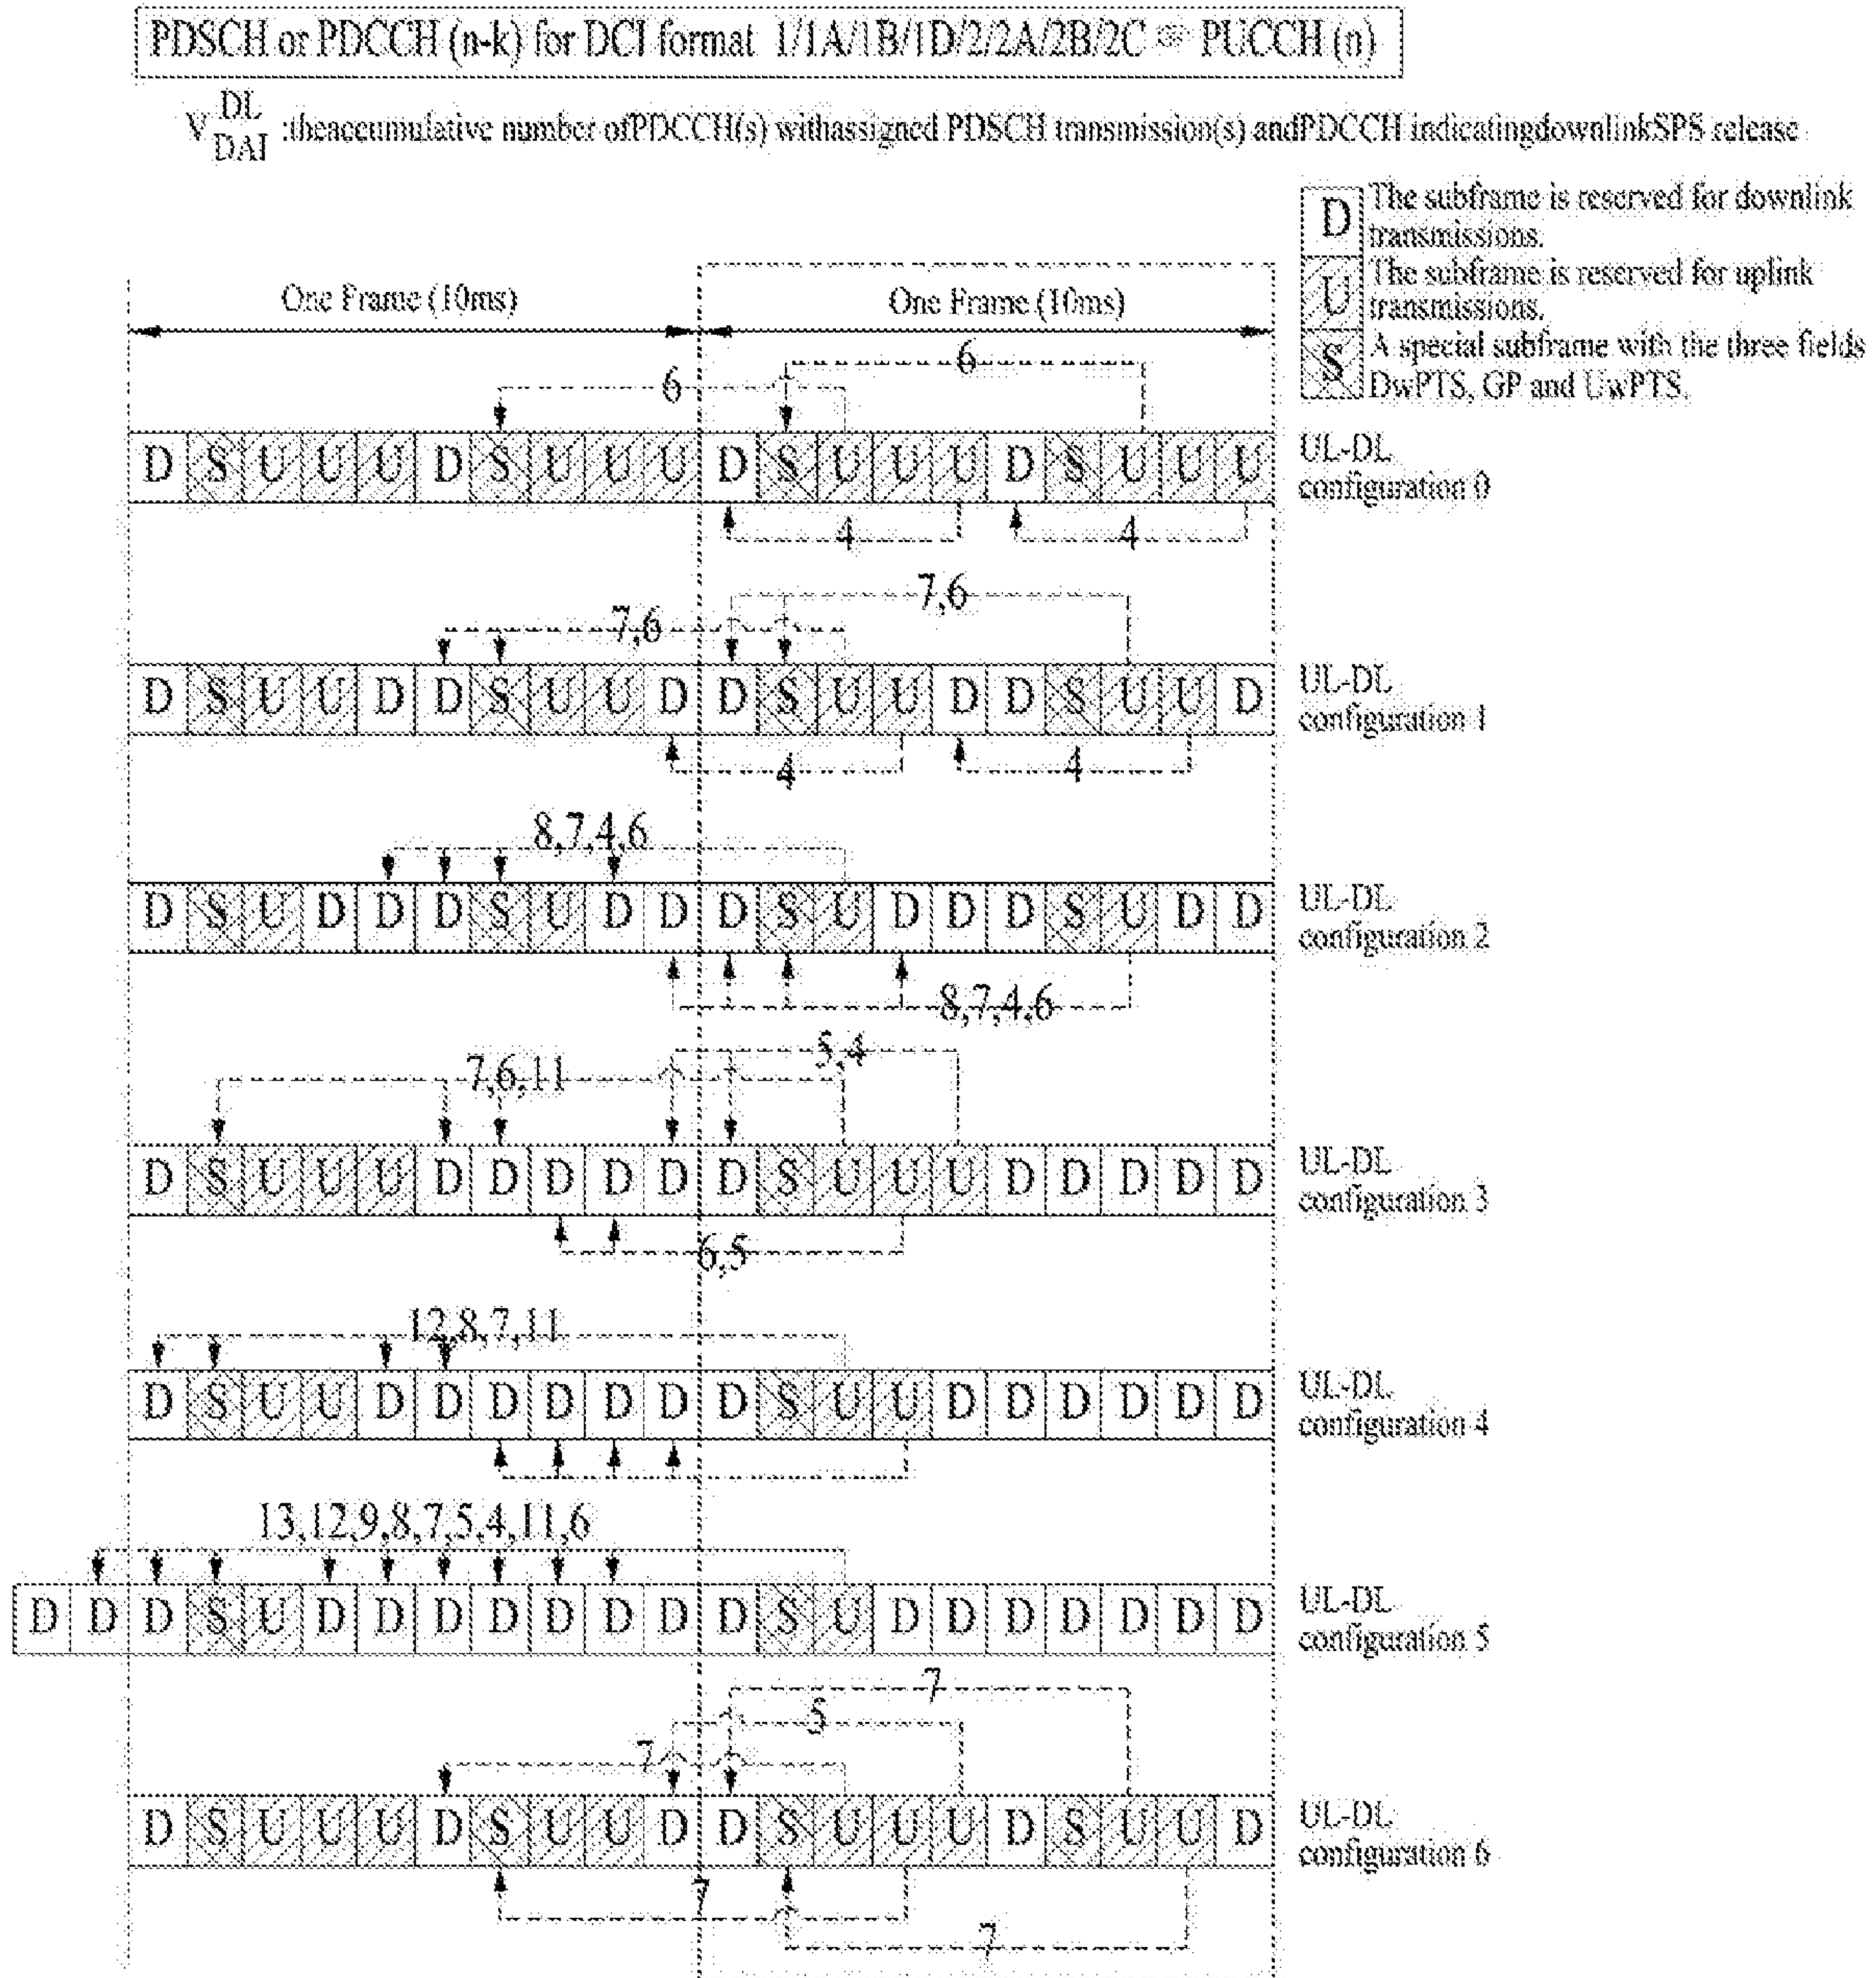 PDSCH or PDCCH (n-k) for DCI format 1/1A/1B/1D/2/2A/2B/2C PUCCH (n)
V DL DAI :theaccumulative number ofPDCCH(s) withassigned PDSCH transmission(s) andPDCCH indicatingdownlinkSPS release
D The subframe is reserved for downlink
transmissions.
U The subframe is reserved for uplink
transmissions.
S A special subframe with the three fields
DwPTS, GP and UwPTS.
One Frame (10ms) One Frame (10ms)
6 6
D S U U U D S U U U D S U U U D S U U U
UL-DL
configuration 0
4 4
7,6 7,6
D S U U D D S U U D D S U U D D S U U D
UL-DL
configuration 1
4 4
8,7,4,6
D S U D D D S U D D D S U D D D S U D D
UL-DL
configuration 2
8,7,4,6
7,6,11 5,4
D S U U U D D D D D D S U U U D D D D D
UL-DL
configuration 3
6,5
12,8,7,11
D S U U D D D D D D D S U U D D D D D D
UL-DL
configuration 4
13,12,9,8,7,5,4,11,6
D D D S U D D D D D D D D S U D D D D D D D
UL-DL
configuration 5
7
5
7
D S U U U D S U U D D S U U U D S U U D
UL-DL
configuration 6
7
7